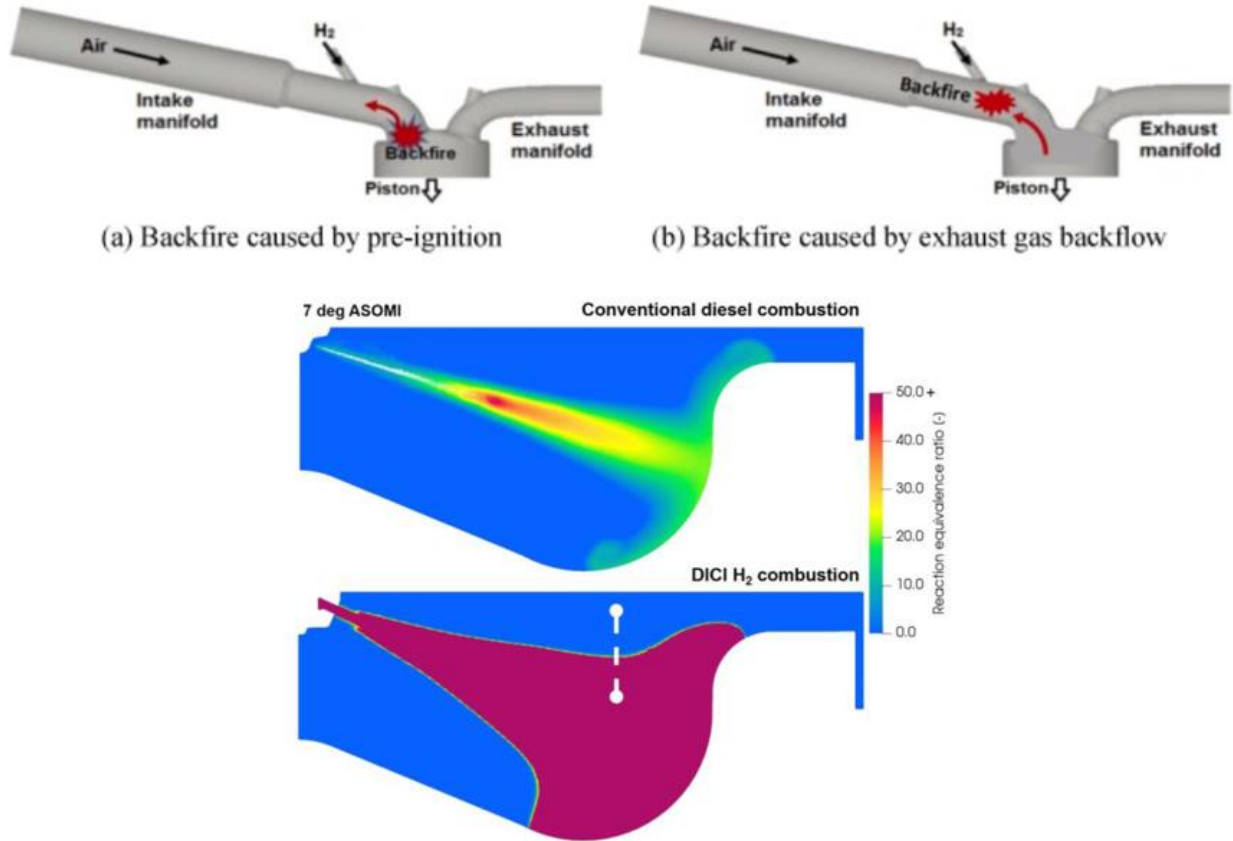 H₂
Air
Intake
manifold
Backfire
Exhaust
manifold
Piston
(a) Backfire caused by pre-ignition
H₂
Air
Backfire
Intake
manifold
Exhaust
manifold
Piston
(b) Backfire caused by exhaust gas backflow
7 deg ASOMI
Conventional diesel combustion
50.0 +
40.0
30.0
20.0
10.0
0.0
Reaction equivalence ratio (-)
DICI H₂ combustion